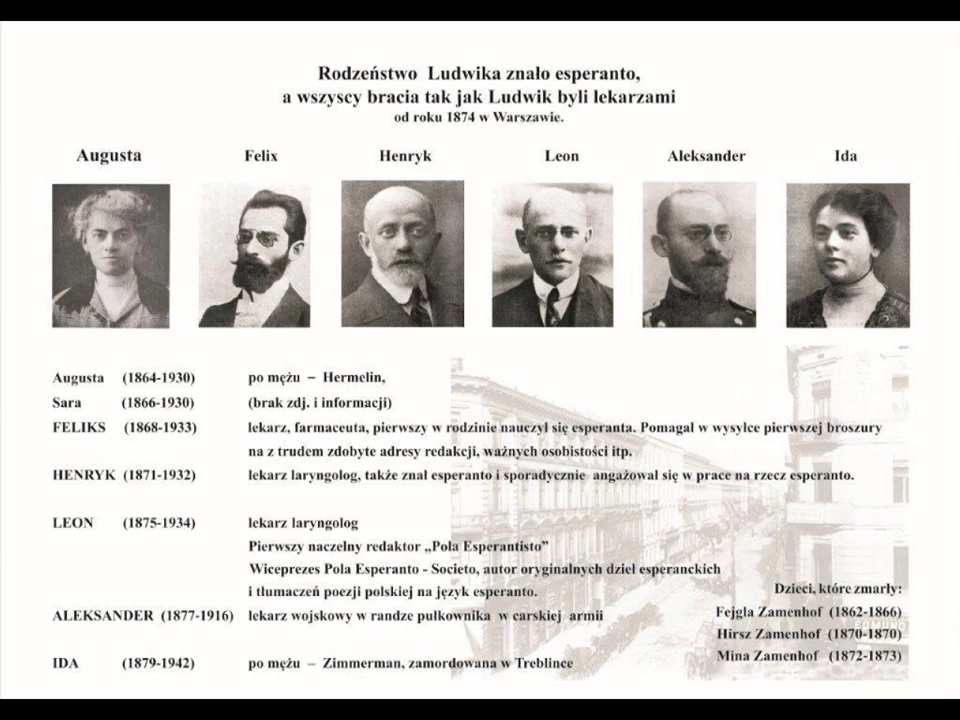 Rodzeństwo Ludwika znało esperanto,
a wszyscy bracia tak jak Ludwik byli lekarzami
od roku 1874 w Warszawie.
Augusta Felix Henryk Leon Aleksander Ida
Augusta (1864-1930) po mężu – Hermelin,
Sara (1866-1930) (brak zdj. i informacji)
FELIKS (1868-1933) lekarz, farmaceuta, pierwszy w rodzinie nauczył się esperanta. Pomagał w wysyłce pierwszej broszury
na z trudem zdobyte adresy redakcji, ważnych osobistości itp.
HENRYK (1871-1932) lekarz laryngolog, także znał esperanto i sporadycznie angażował się w prace na rzecz esperanto.
LEON (1875-1934) lekarz laryngolog
Pierwszy naczelny redaktor „Pola Esperantisto”
Wiceprezes Pola Esperanto - Societo, autor oryginalnych dzieł esperanckich
i tłumaczeń poezji polskiej na język esperanto.
ALEKSANDER (1877-1916) lekarz wojskowy w randze pułkownika w carskiej armii
IDA (1879-1942) po mężu – Zimmerman, zamordowana w Treblince
Dzieci, które zmarły:
Fejgla Zamenhof (1862-1866)
Hirsz Zamenhof (1870-1870)
Mina Zamenhof (1872-1873)
EDMUND